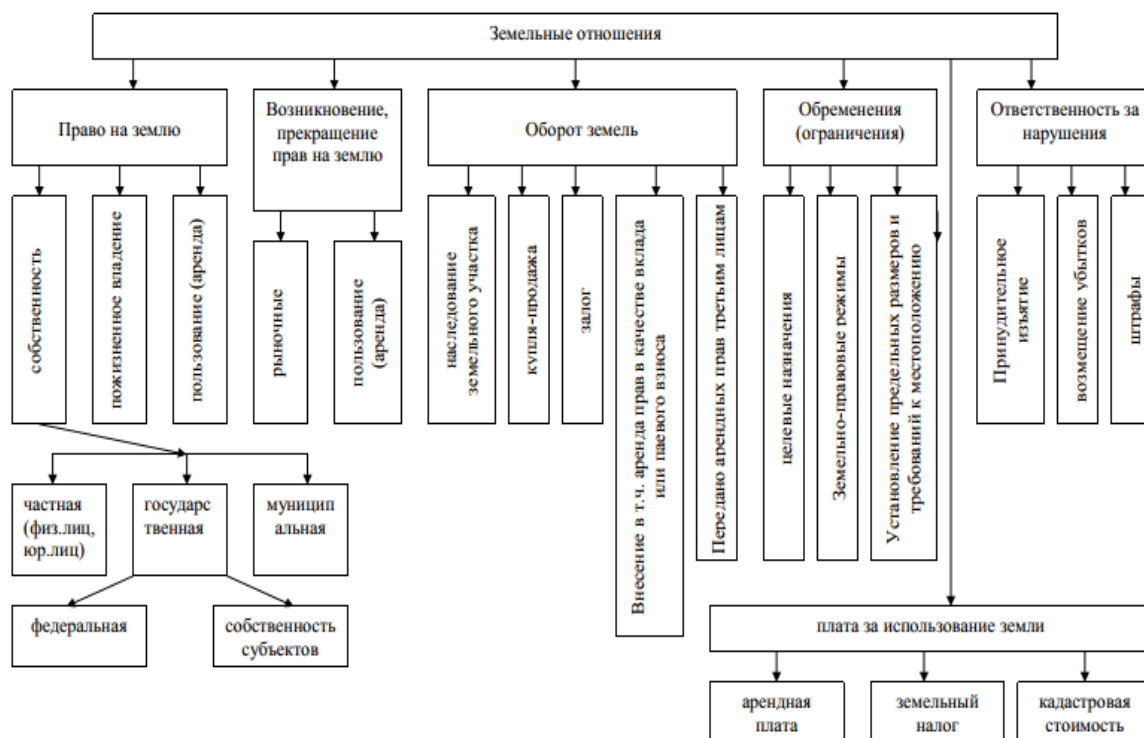 Земельные отношения
Право на землю
Возникновение,
прекращение
прав на землю
Оборот земель
Обременения
(ограничения)
Ответственность за
нарушения
собственность
пожизненное владение
пользование (аренда)
рыночные
пользование
(аренда)
наследование
земельного участка
купля-продажа
залог
Внесение в т.ч. аренда прав в качестве вклада
или паевого взноса
Передано арендных прав третьим лицам
целевые назначения
Земельно-правовые режимы
Установление предельных размеров и
требований к местоположению
Принудительное
изъятие
возмещение убытков
штрафы
частная
(физ.лиц,
юр.лиц)
государс
твенная
муницип
альная
федеральная
собственность
субъектов
плата за использование земли
арендная
плата
земельный
налог
кадастровая
стоимость